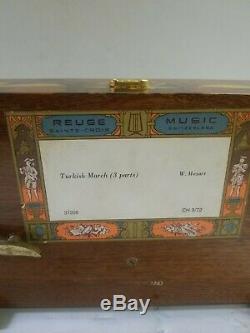 REUGE MUSIC
SAINTE-CROIX SWITZERLAND
Turkish March (3 parts) W. Mozart
CH 3/72